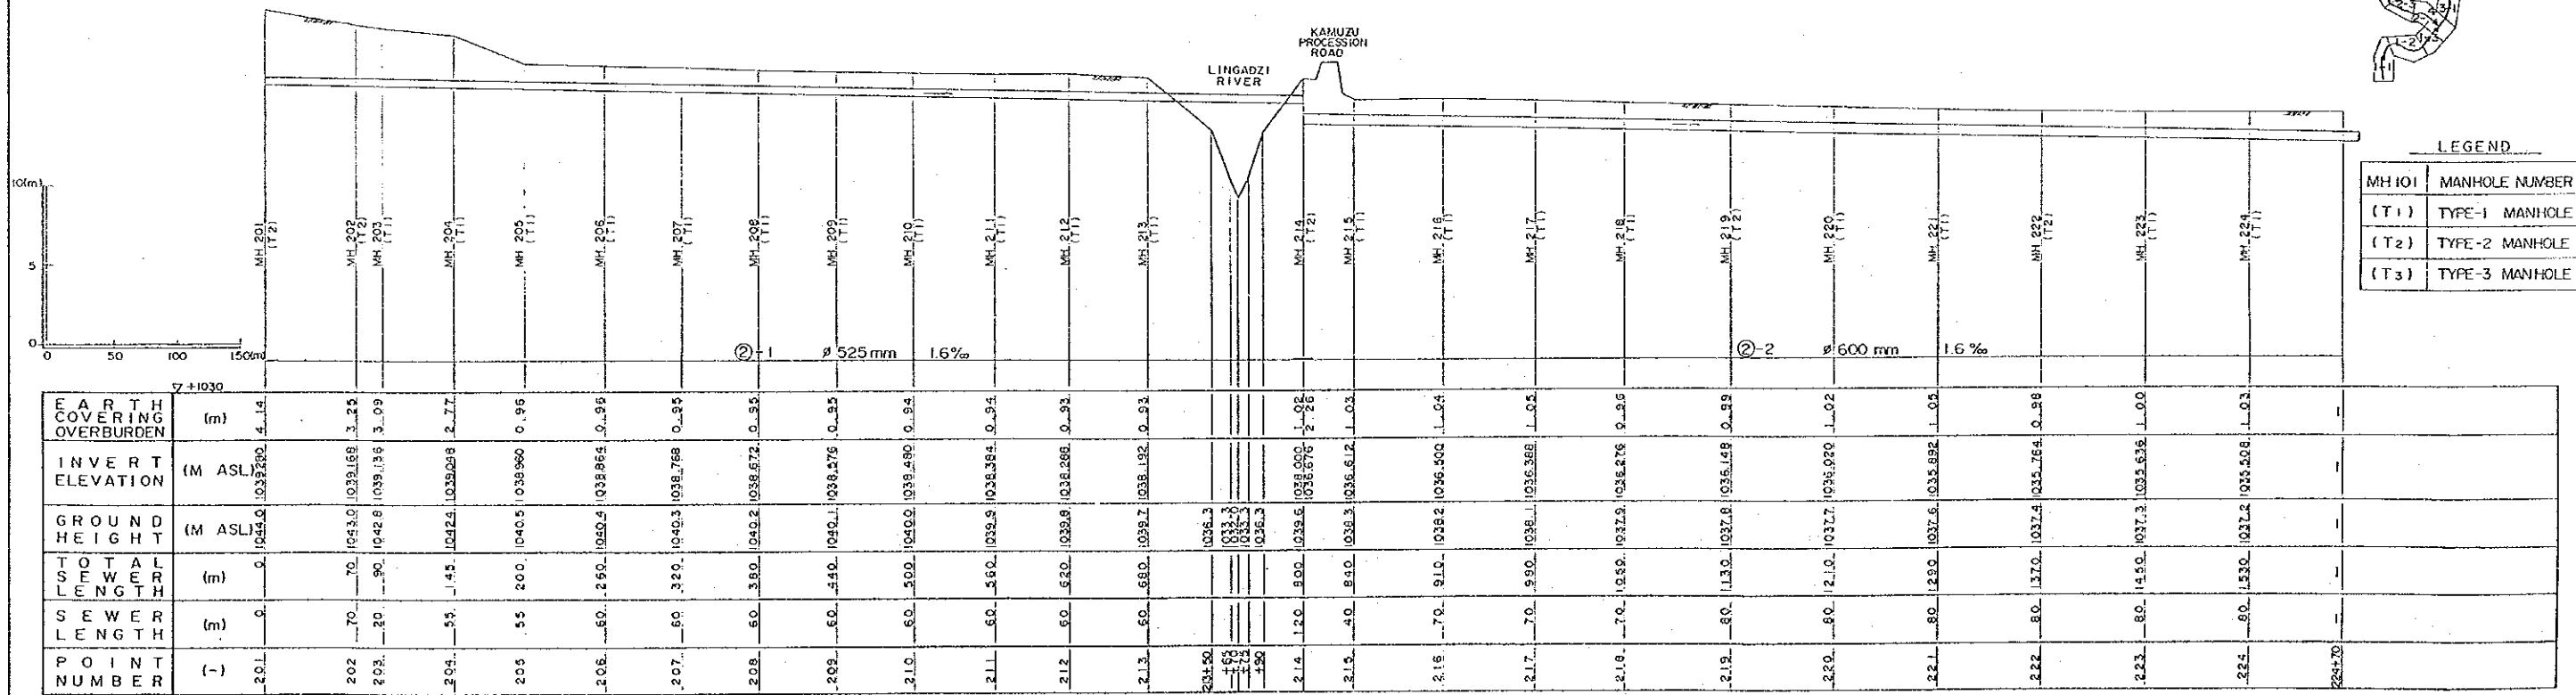 KAMUZU
PROCESSION
ROAD
LINGADZI
RIVER
LEGEND
MH 101 MANHOLE NUMBER
(T1) TYPE-1 MANHOLE
(T2) TYPE-2 MANHOLE
(T3) TYPE-3 MANHOLE
10(m)
5
0
0 50 100 150(m)
MH 201 (T2)
MH 202 (T2)
MH 203 (T1)
MH 204 (T1)
MH 205 (T1)
MH 206 (T1)
MH 207 (T1)
MH 208 (T1)
MH 209 (T1)
MH 210 (T1)
MH 211 (T1)
MH 212 (T1)
MH 213 (T1)
MH 214 (T2)
MH 215 (T1)
MH 216 (T1)
MH 217 (T1)
MH 218 (T1)
MH 219 (T2)
MH 220 (T1)
MH 221 (T1)
MH 222 (T2)
MH 223 (T1)
MH 224 (T1)
②-1 ø 525 mm 1.6‰
②-2 ø 600 mm 1.6‰
▽ +1030
EARTH COVERING OVERBURDEN (m) 4.14 3.25 3.09 2.77 0.96 0.96 0.95 0.95 0.95 0.94 0.94 0.93 0.93 1.02 2.26 1.03 1.04 1.05 0.96 0.99 1.02 1.05 0.98 1.00 1.03 -
INVERT ELEVATION (M ASL) 1039.280 1039.168 1039.136 1039.048 1038.960 1038.864 1038.768 1038.672 1038.576 1038.480 1038.384 1038.288 1038.192 1038.000 1036.676 1036.612 1036.500 1036.388 1036.276 1036.148 1036.020 1035.892 1035.764 1035.636 1035.508 -
GROUND HEIGHT (M ASL) 1044.0 1043.0 1042.8 1042.4 1040.5 1040.4 1040.3 1040.2 1040.1 1040.0 1039.9 1039.8 1039.7 1036.3 1033.3 1032.0 1033.3 1036.3 1039.6 1038.3 1038.2 1038.1 1037.9 1037.8 1037.7 1037.6 1037.4 1037.3 1037.2 -
TOTAL SEWER LENGTH (m) 0 70 90 145 200 260 320 380 440 500 560 620 680 800 840 910 990 1050 1130 1210 1290 1370 1450 1530 -
SEWER LENGTH (m) 0 70 20 55 55 60 60 60 60 60 60 60 60 120 40 70 70 70 80 80 80 80 80 80 -
POINT NUMBER (-) 201 202 203 204 205 206 207 208 209 210 211 212 213 213+50 +65 +70 +75 +90 214 215 216 217 218 219 220 221 222 223 224 224+70